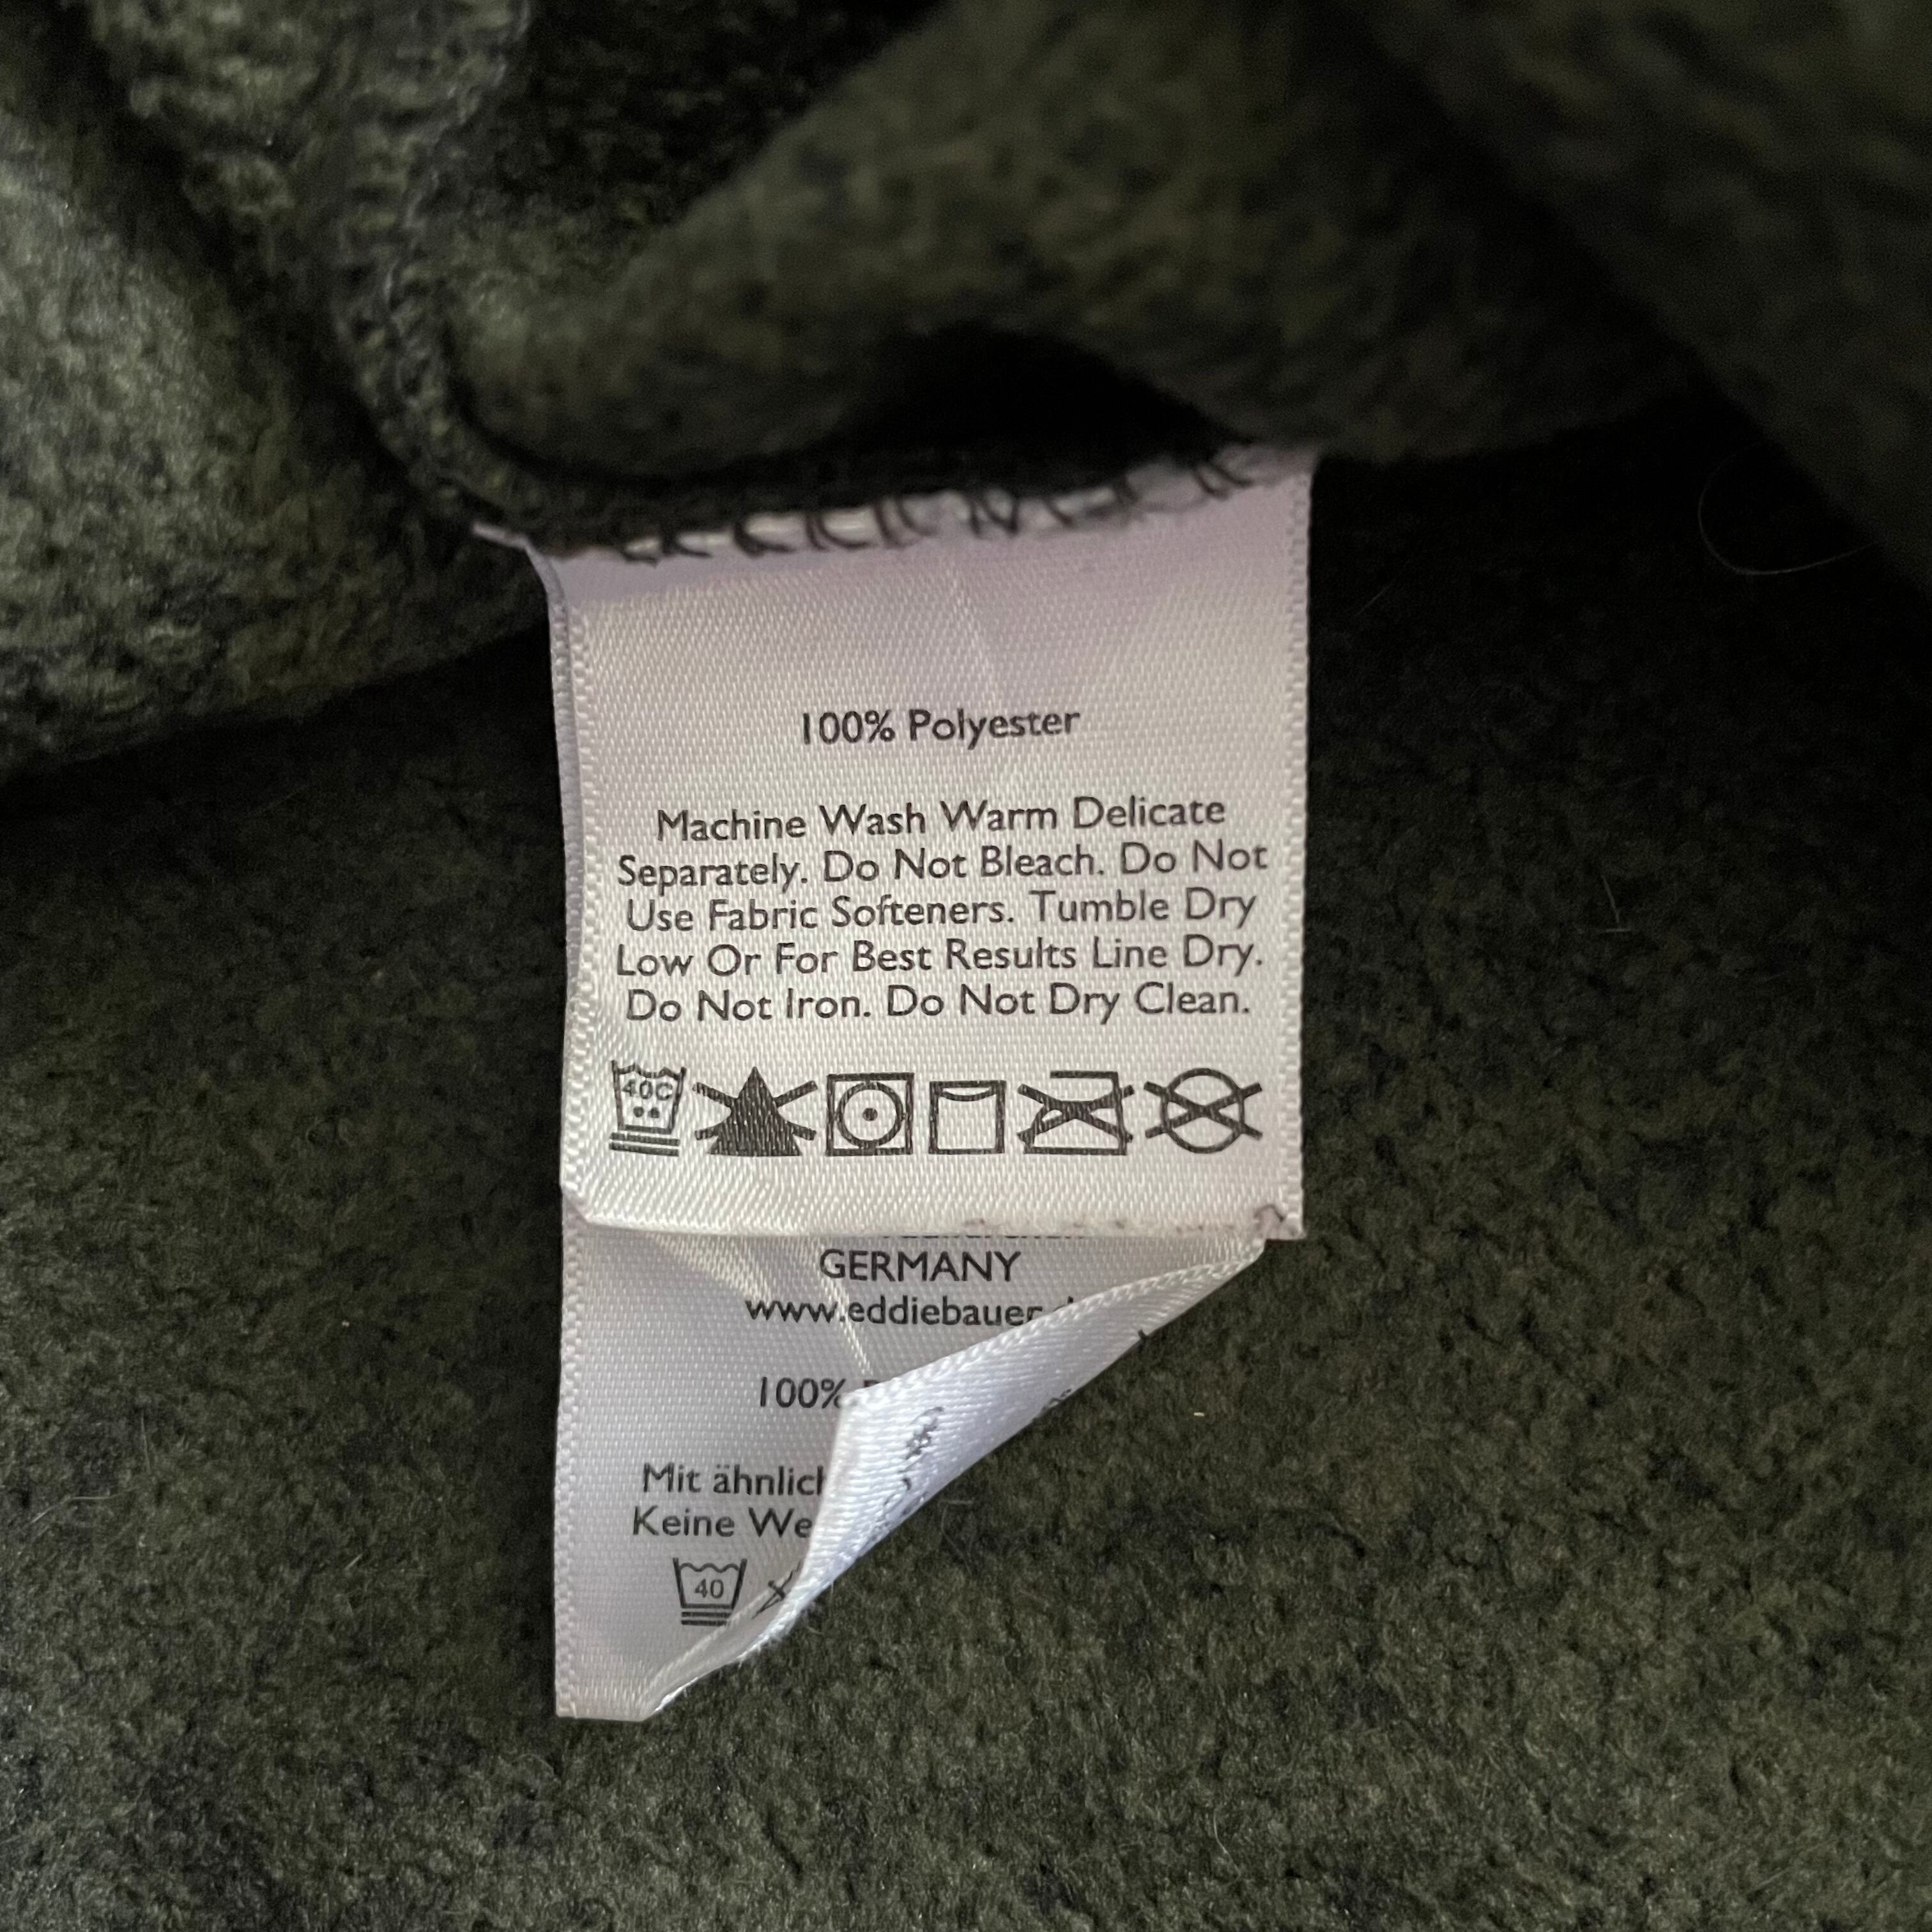 100% Polyester
Machine Wash Warm Delicate
Separately. Do Not Bleach. Do Not
Use Fabric Softeners. Tumble Dry
Low Or For Best Results Line Dry.
Do Not Iron. Do Not Dry Clean.
40C
GERMANY
www.eddiebauer
100%
Mit
Keine
40